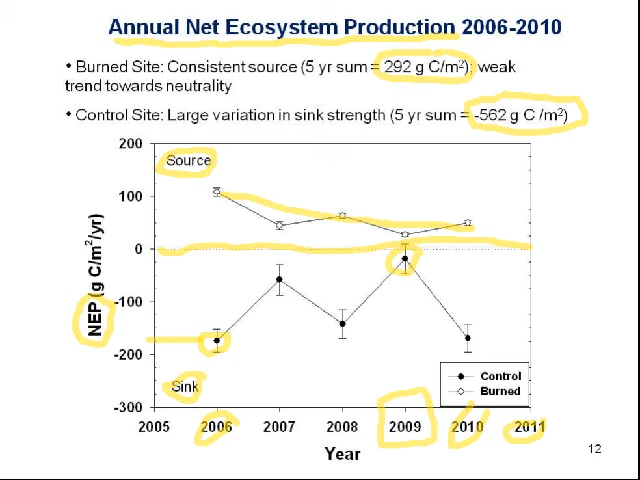 Annual Net Ecosystem Production 2006-2010
• Burned Site: Consistent source (5 yr sum = 292 g C/m²); weak
trend towards neutrality
• Control Site: Large variation in sink strength (5 yr sum = -562 g C /m²)
200
Source
100
0
NEP (g C/m²/yr)
-100
-200
Sink
Control
Burned
-300
2005 2006 2007 2008 2009 2010 2011
Year
12